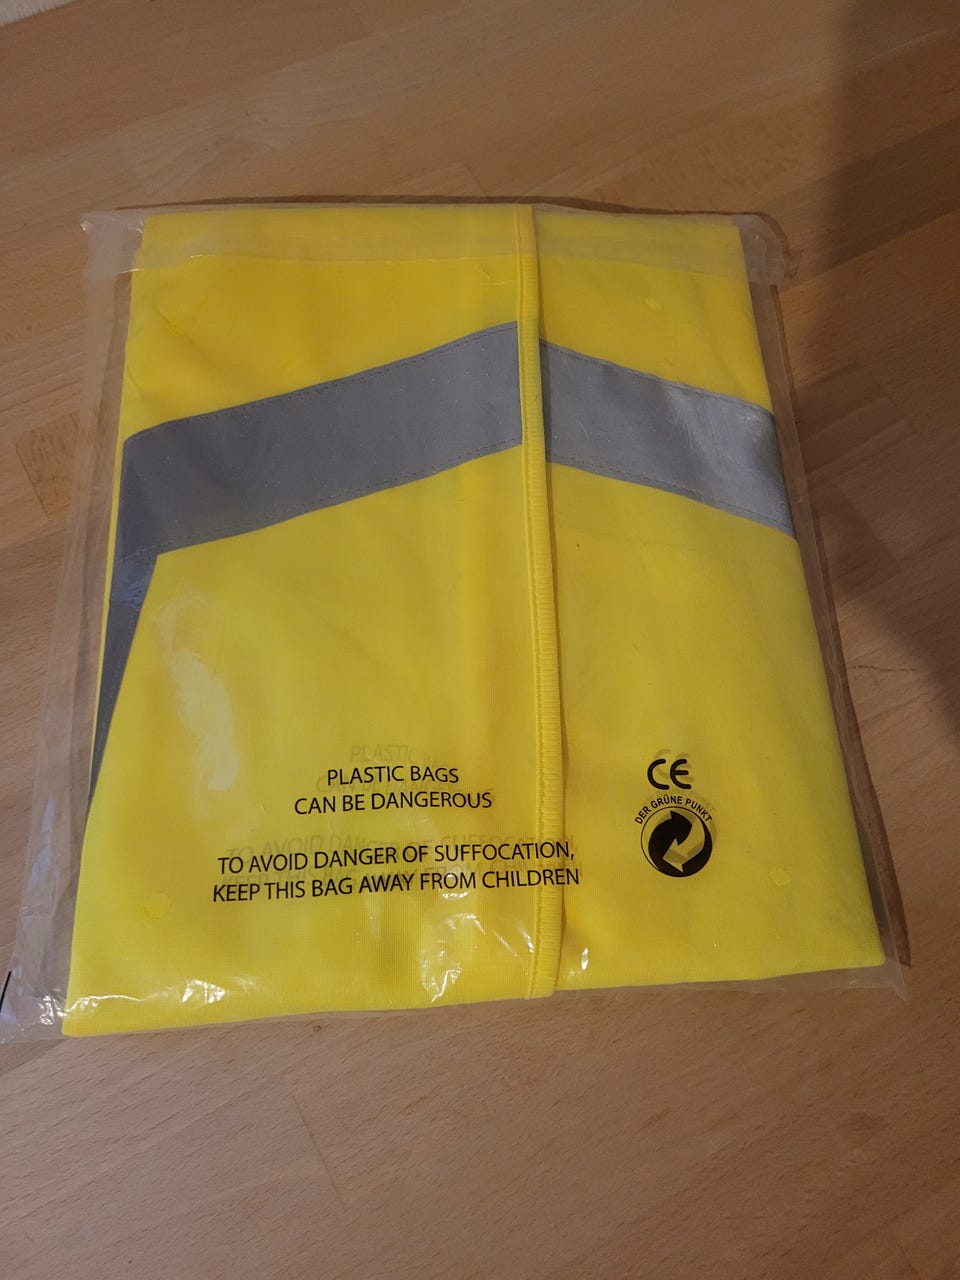 PLASTIC BAGS
CAN BE DANGEROUS
TO AVOID DANGER OF SUFFOCATION,
KEEP THIS BAG AWAY FROM CHILDREN
CE
DER GRÜNE PUNKT